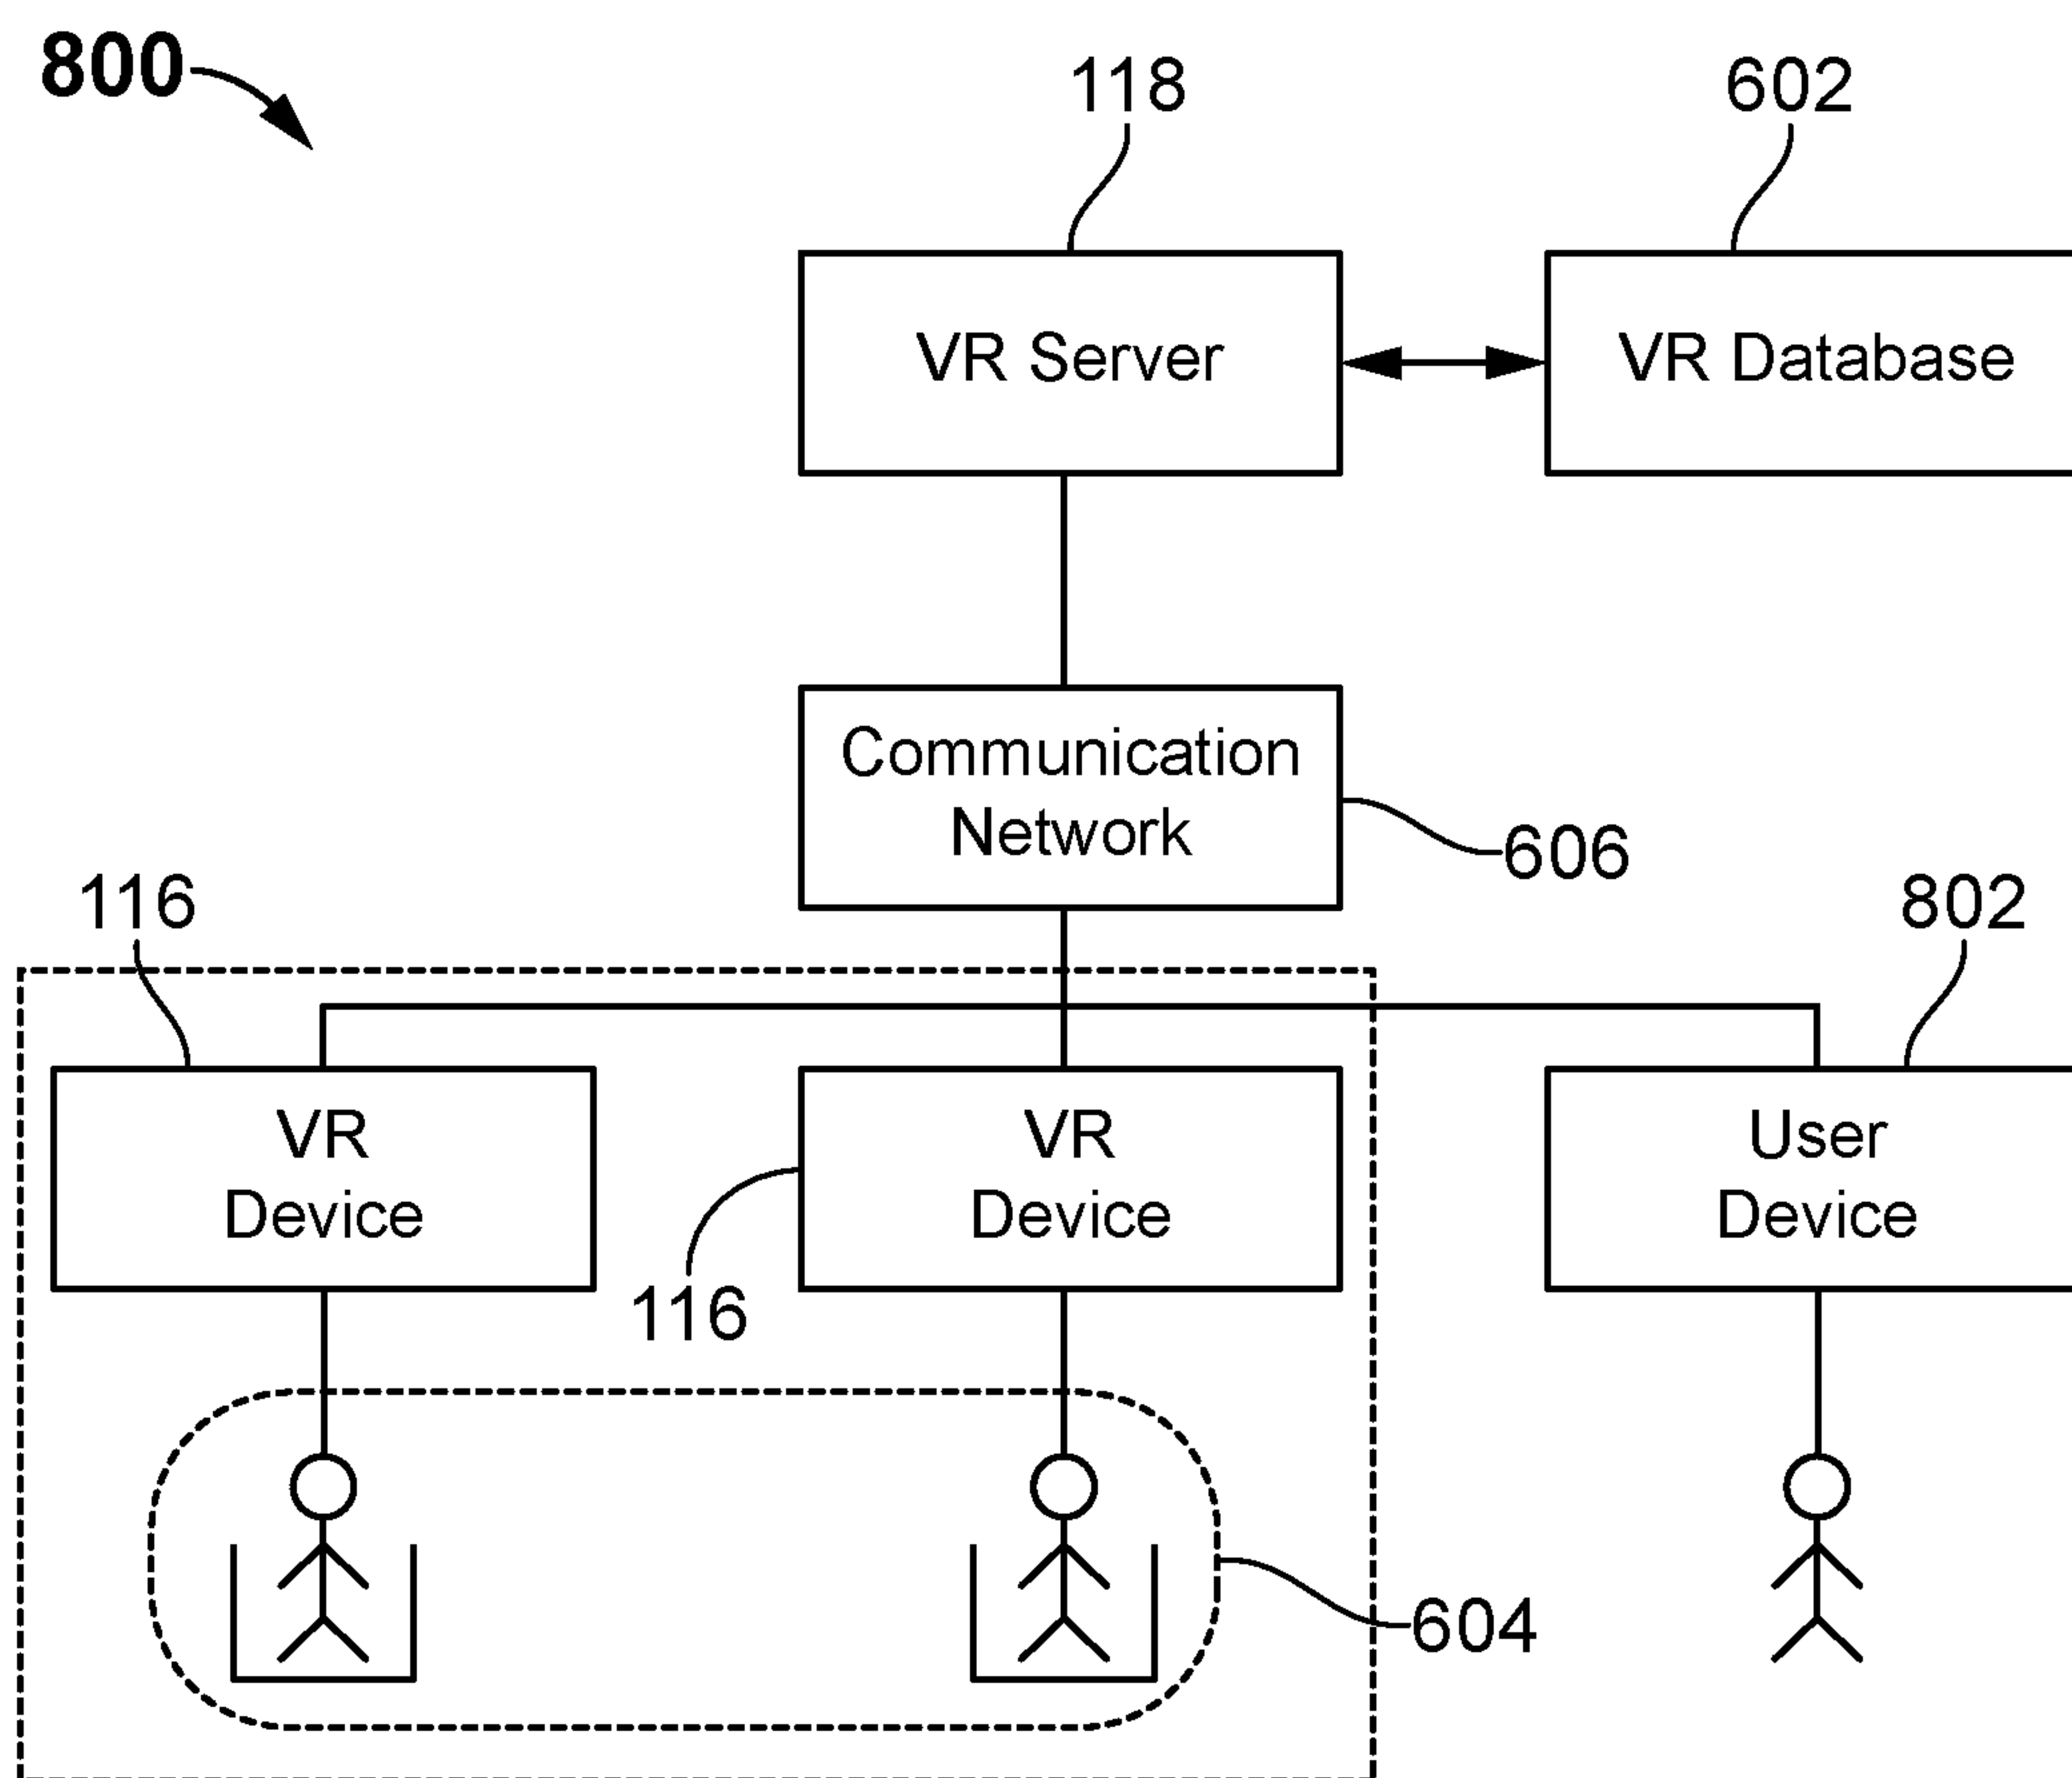 800
118
602
VR Server
VR Database
Communication
Network
606
116
802
VR
Device
VR
Device
User
Device
116
604